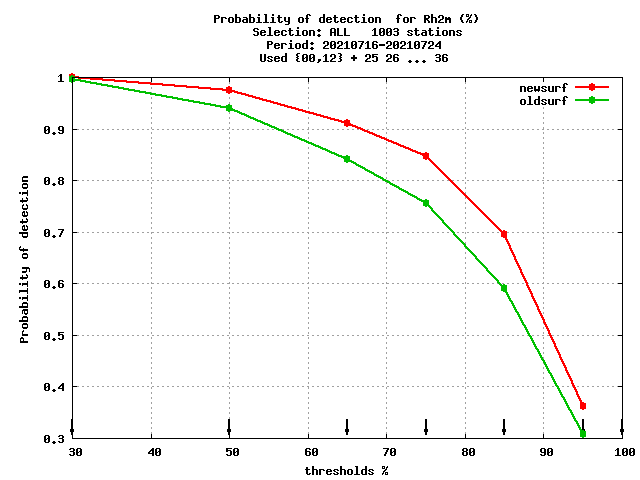 Probability of detection  for Rh2m (%)
Selection: ALL   1003 stations
Period: 20210716-20210724
Used {00,12} + 25 26 ... 36
newsurf
oldsurf
Probability of detection
1
0.9
0.8
0.7
0.6
0.5
0.4
0.3
30 40 50 60 70 80 90 100
thresholds %